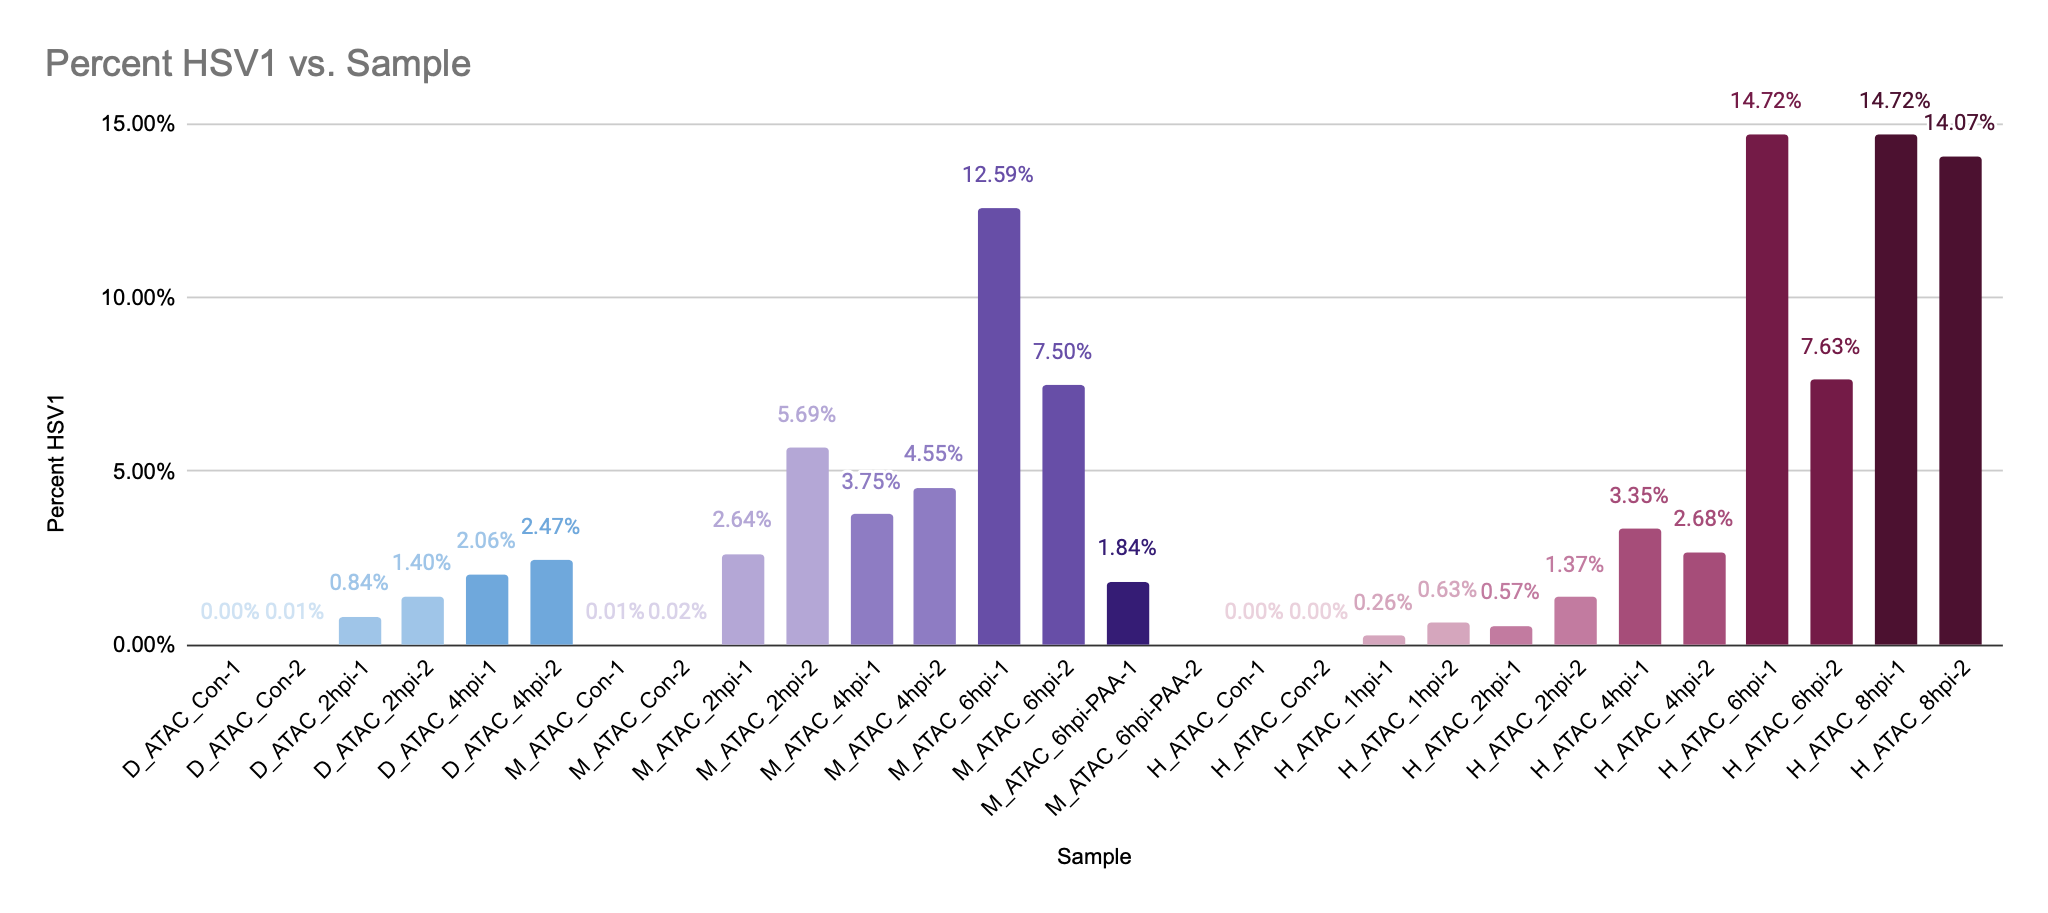 Percent HSV1 vs. Sample
15.00%
10.00%
5.00%
0.00%
Percent HSV1
0.00%
0.01%
0.84%
1.40%
2.06%
2.47%
0.01%
0.02%
2.64%
5.69%
3.75%
4.55%
12.59%
7.50%
1.84%
0.00%
0.00%
0.26%
0.63%
0.57%
1.37%
3.35%
2.68%
14.72%
7.63%
14.72%
14.07%
D_ATAC_Con-1
D_ATAC_Con-2
D_ATAC_2hpi-1
D_ATAC_2hpi-2
D_ATAC_4hpi-1
D_ATAC_4hpi-2
M_ATAC_Con-1
M_ATAC_Con-2
M_ATAC_2hpi-1
M_ATAC_2hpi-2
M_ATAC_4hpi-1
M_ATAC_4hpi-2
M_ATAC_6hpi-1
M_ATAC_6hpi-2
M_ATAC_6hpi-PAA-1
M_ATAC_6hpi-PAA-2
H_ATAC_Con-1
H_ATAC_Con-2
H_ATAC_1hpi-1
H_ATAC_1hpi-2
H_ATAC_2hpi-1
H_ATAC_2hpi-2
H_ATAC_4hpi-1
H_ATAC_4hpi-2
H_ATAC_6hpi-1
H_ATAC_6hpi-2
H_ATAC_8hpi-1
H_ATAC_8hpi-2
Sample